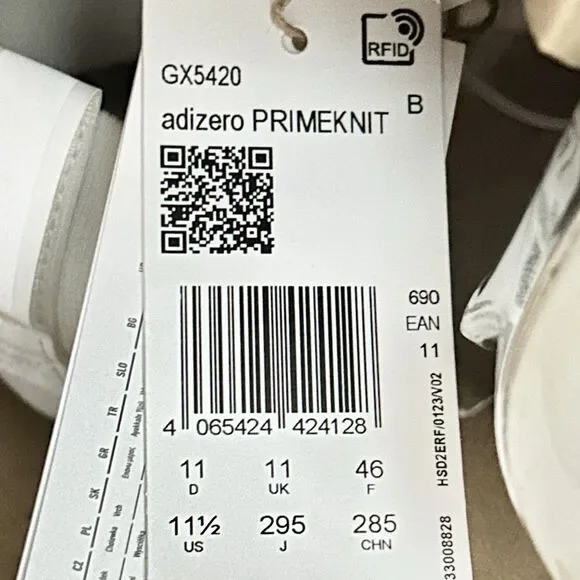 RFID
GX5420
adizero PRIMEKNIT B
690
EAN
11
4 065424 424128
HSD2ERF/0123/V02
33008828
11 11 46
D UK F
11½ 295 285
US J CHN
BG
SLO
TR
GR
SK
PL
CZ